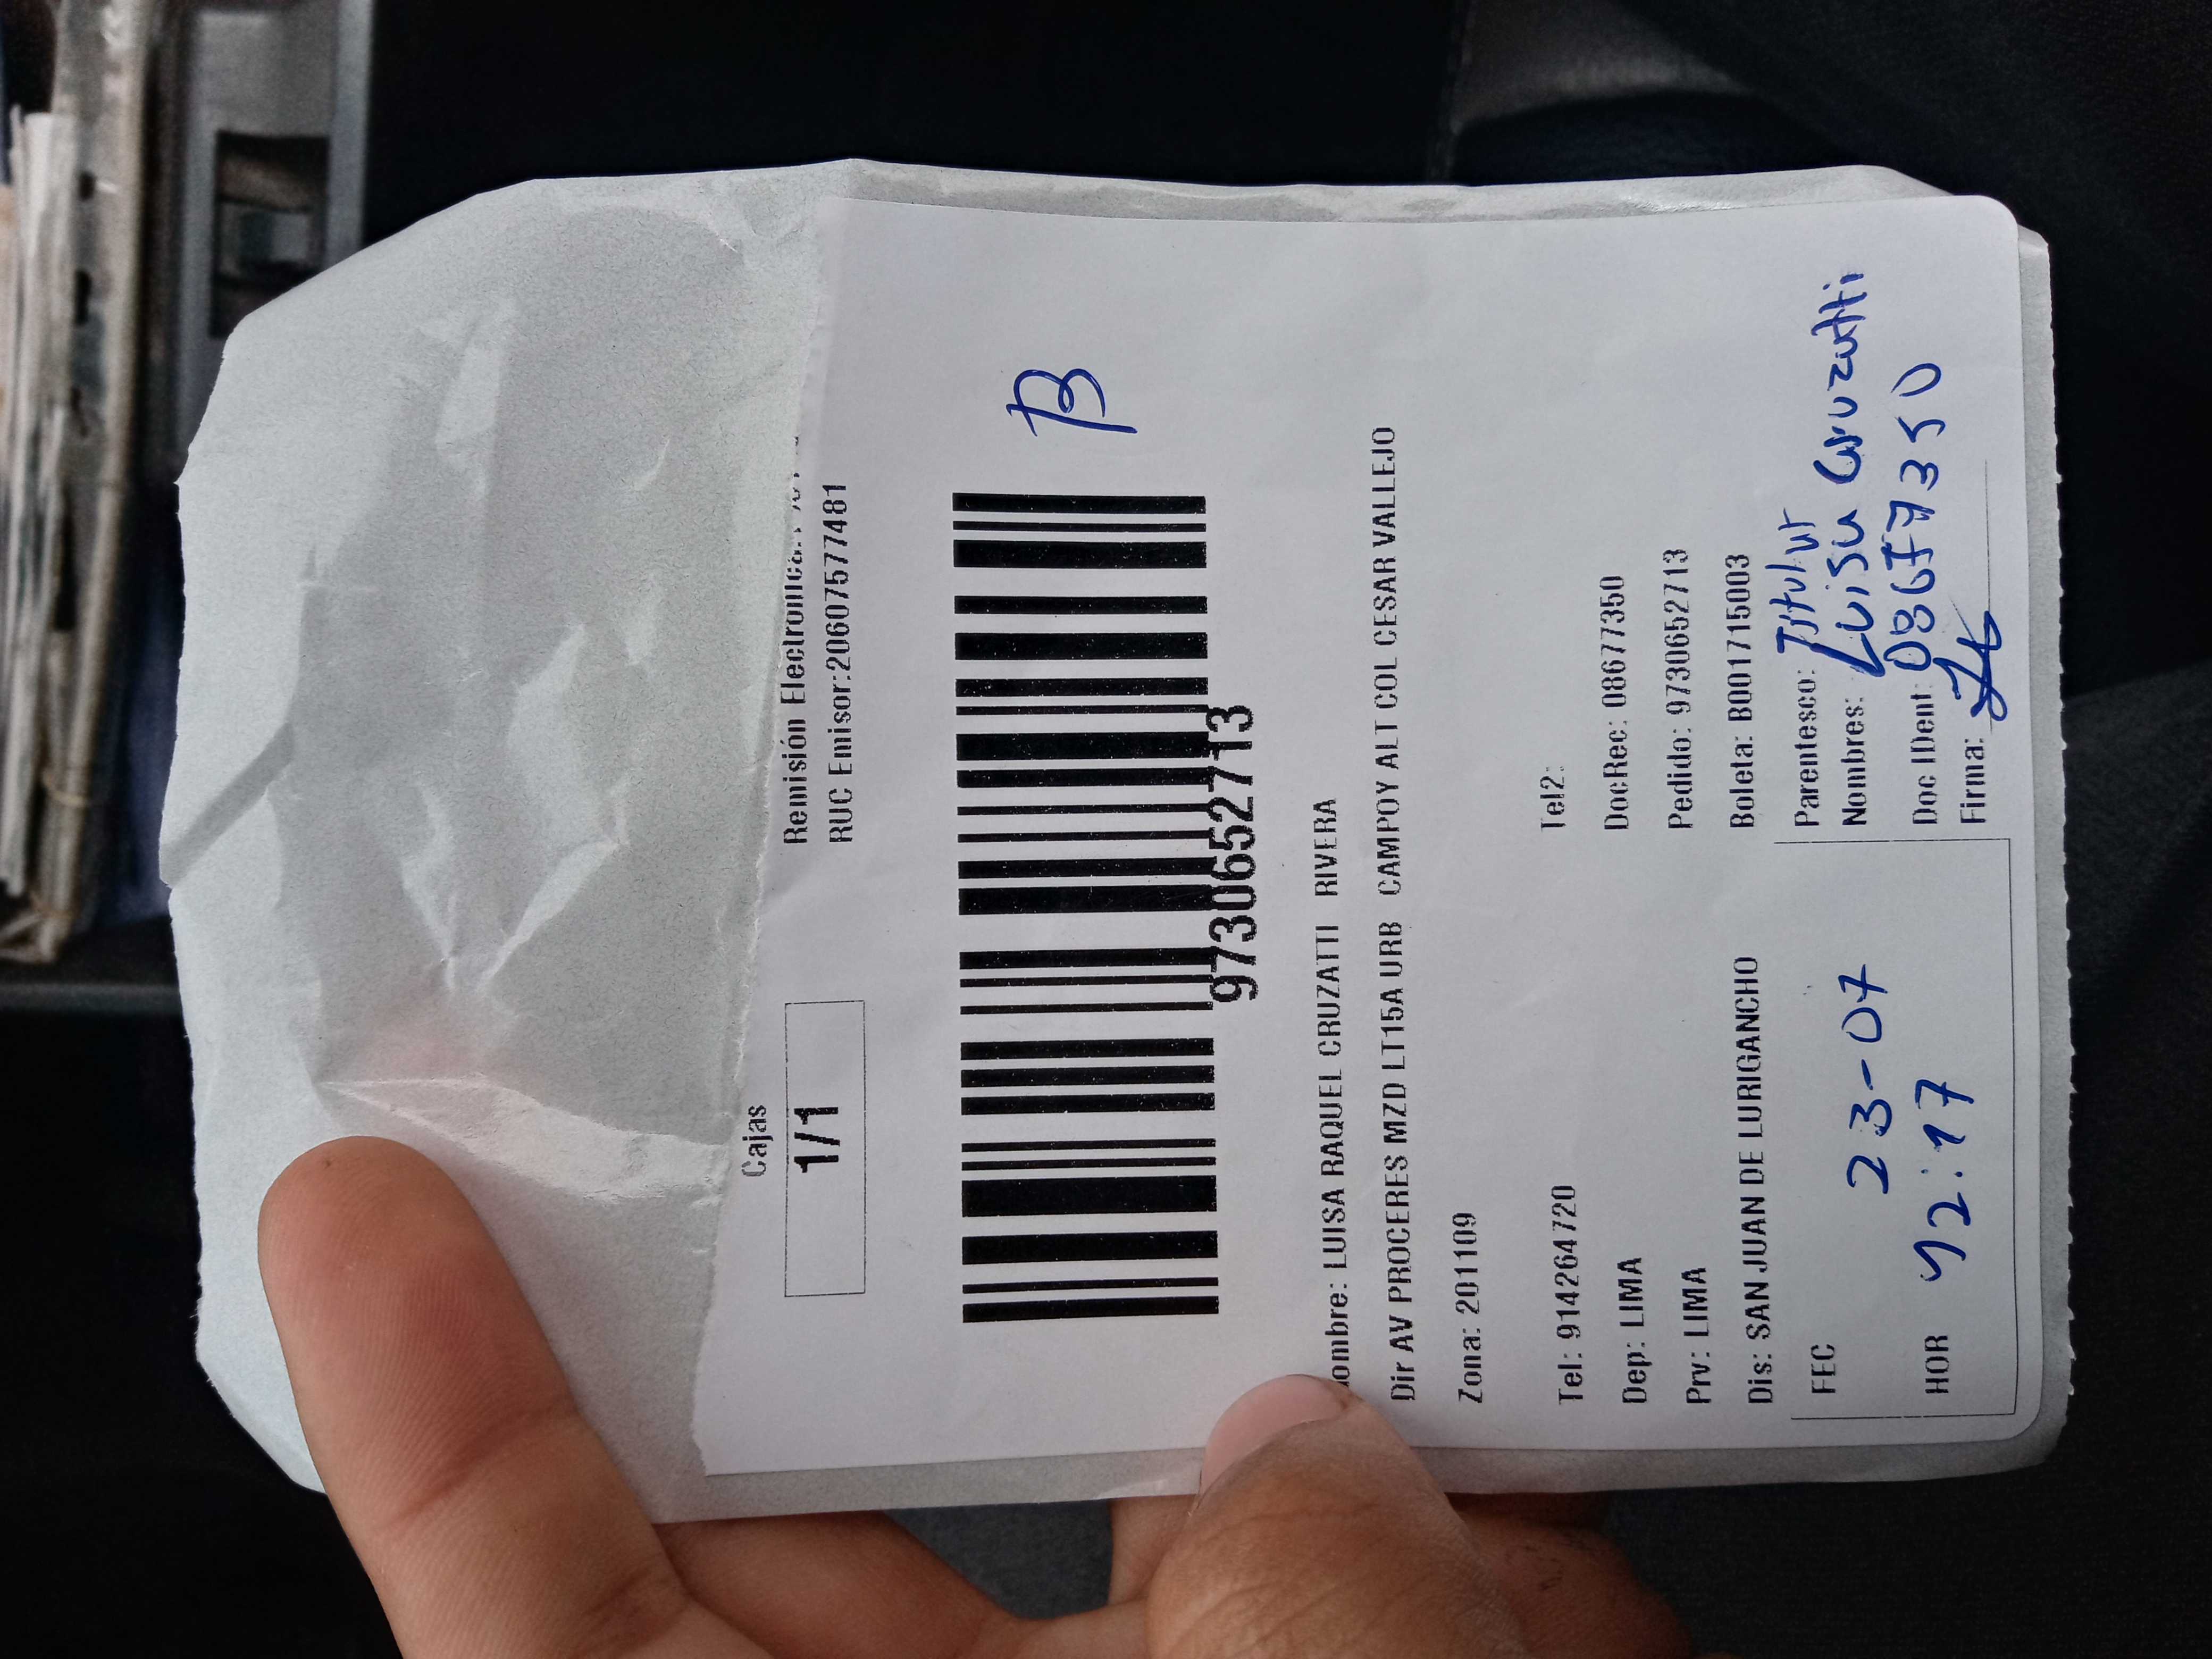 Cajas
1/1
Remisión
RUC Emisor:20607577481
B
9730652713
ombre: LUISA RAQUEL CRUZATTI RIVERA
Dir AV PROCERES MZD LT15A URB CAMPOY ALT COL CESAR VALLEJO
Zona: 201109
Tel: 914264720 Tel2:
Dep: LIMA DocRec: 08677350
Prv: LIMA Pedido: 9730652713
Dis: SAN JUAN DE LURIGANCHO Boleta: B001715003
FEC 23-07
HOR 12:17
Parentesco: Titular
Nombres: Luisa Cruzatti
Doc IDent: 08677350
Firma: